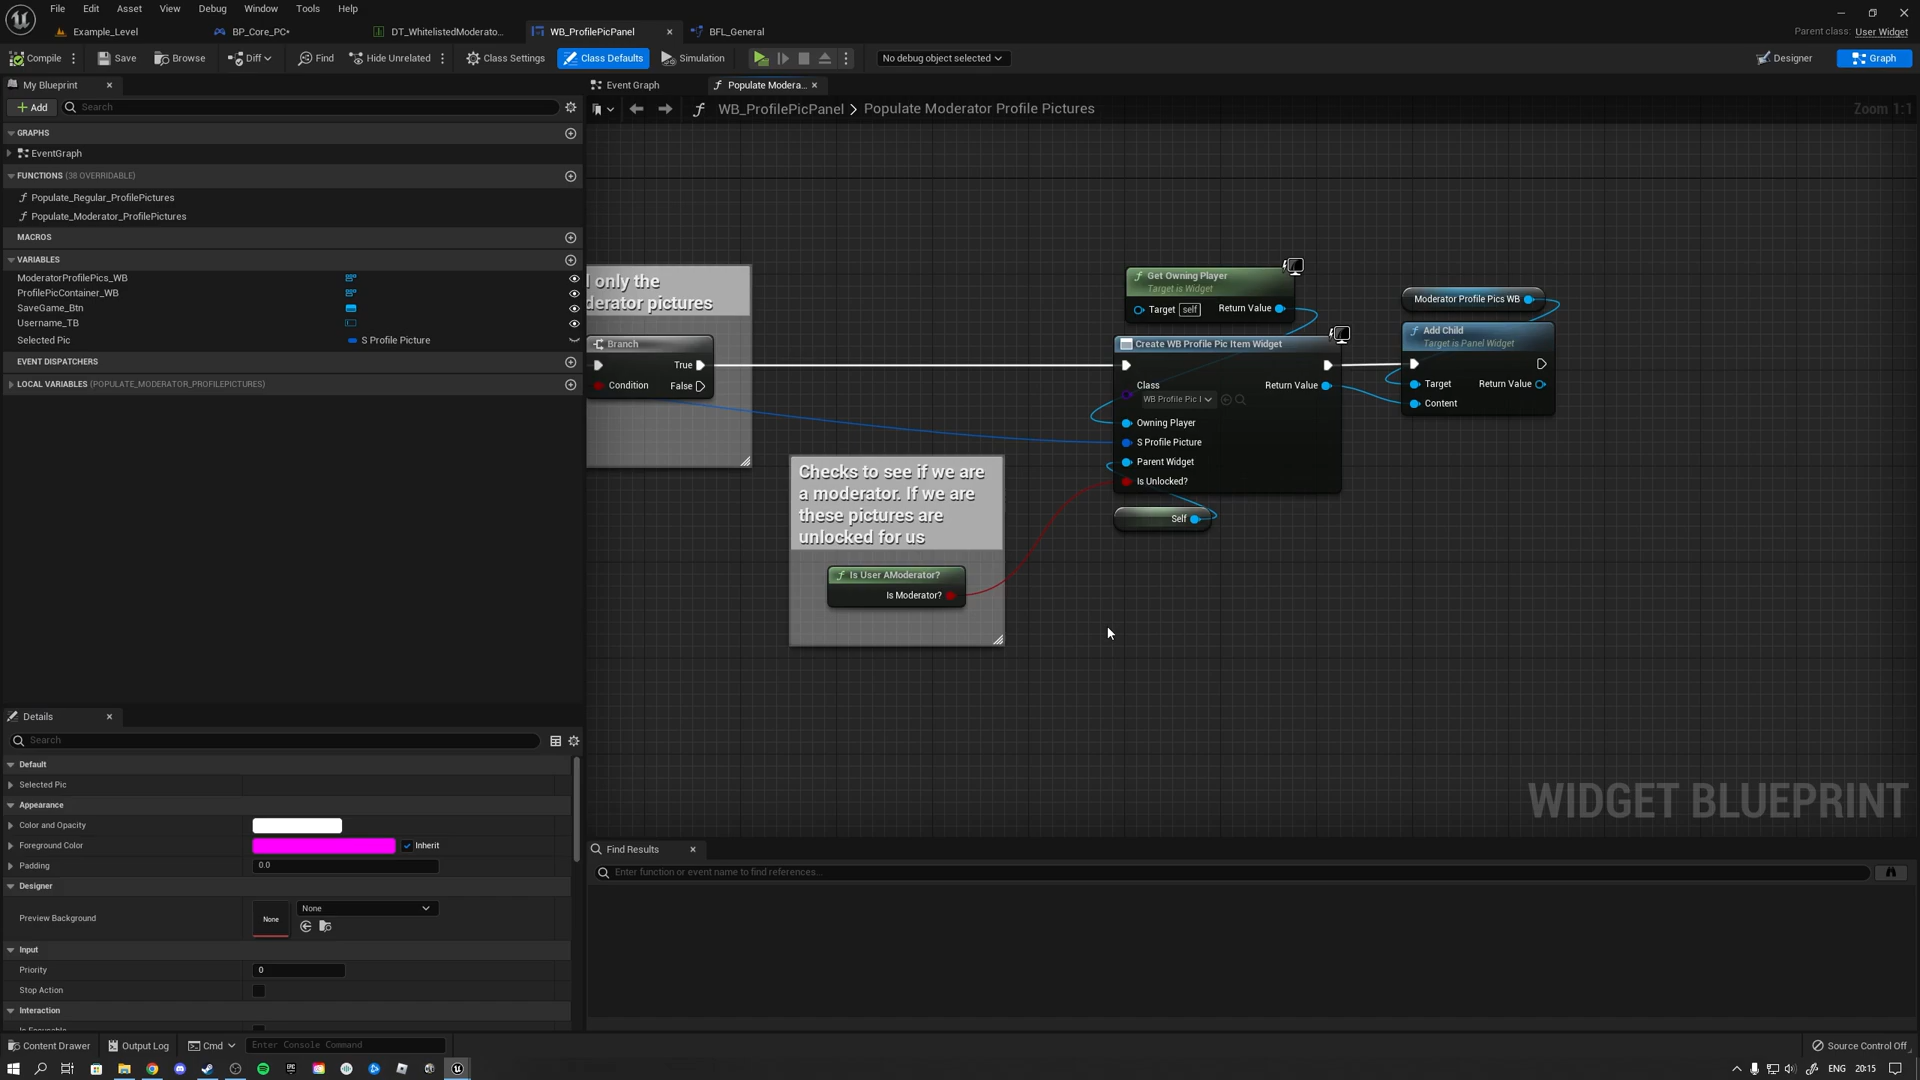 File Edit Asset View Debug Window Tools Help
Example_Level BP_Core_PC* DT_WhitelistedModerato... WB_ProfilePicPanel BFL_General
Parent class: User Widget
Compile Save Browse Diff Find Hide Unrelated Class Settings Class Defaults Simulation No debug object selected Designer Graph
My Blueprint Event Graph Populate Modera...
Add Search
WB_ProfilePicPanel > Populate Moderator Profile Pictures Zoom 1:1
GRAPHS
EventGraph
FUNCTIONS (38 OVERRIDABLE)
Populate_Regular_ProfilePictures
Populate_Moderator_ProfilePictures
MACROS
VARIABLES
ModeratorProfilePics_WB
ProfilePicContainer_WB
SaveGame_Btn
Username_TB
Selected Pic S Profile Picture
EVENT DISPATCHERS
LOCAL VARIABLES (POPULATE_MODERATOR_PROFILEPICTURES)
only the
derator pictures
Branch
True
Condition False
Checks to see if we are
a moderator. If we are
these pictures are
unlocked for us
Is User AModerator?
Is Moderator?
Get Owning Player
Target is Widget
Target self Return Value
Create WB Profile Pic Item Widget
Class
WB Profile Pic I
Return Value
Owning Player
S Profile Picture
Parent Widget
Is Unlocked?
Self
Moderator Profile Pics WB
Add Child
Target is Panel Widget
Target Return Value
Content
WIDGET BLUEPRINT
Details
Search
Default
Selected Pic
Appearance
Color and Opacity
Foreground Color Inherit
Padding 0.0
Designer
Preview Background None None
Input
Priority 0
Stop Action
Interaction
Find Results
Enter function or event name to find references...
Content Drawer Output Log Cmd Enter Console Command Source Control Off
ENG 20:15